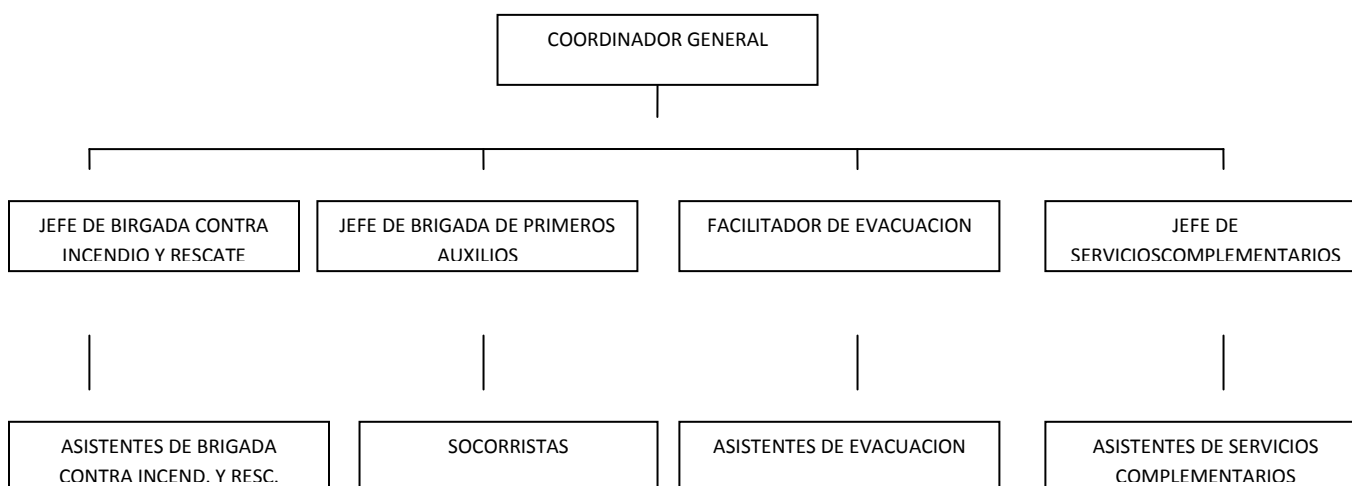 COORDINADOR GENERAL
JEFE DE BIRGADA CONTRA
INCENDIO Y RESCATE
JEFE DE BRIGADA DE PRIMEROS
AUXILIOS
FACILITADOR DE EVACUACION
JEFE DE
SERVICIOSCOMPLEMENTARIOS
ASISTENTES DE BRIGADA
CONTRA INCEND. Y RESC.
SOCORRISTAS
ASISTENTES DE EVACUACION
ASISTENTES DE SERVICIOS
COMPLEMENTARIOS